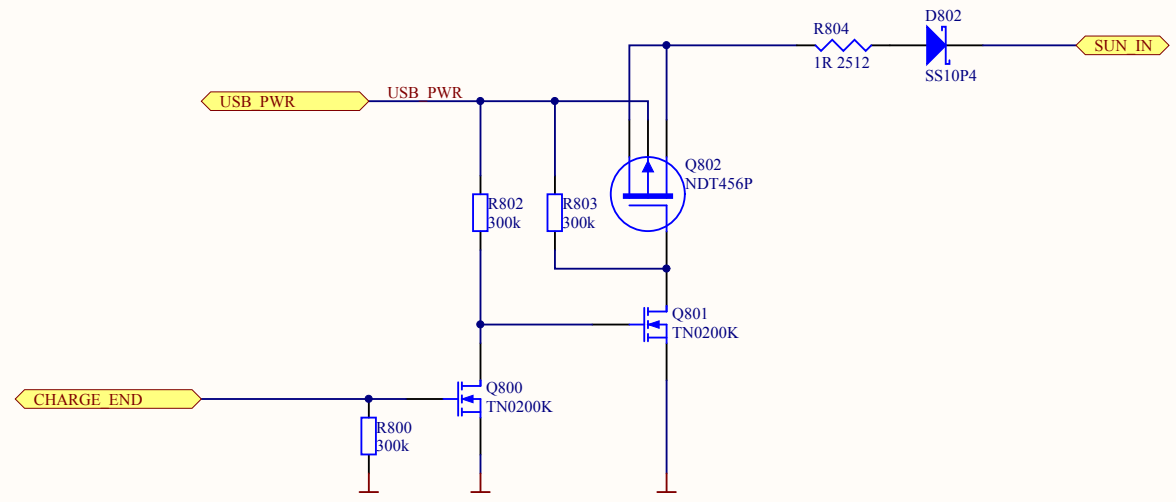 D802
R804
SUN_IN
1R 2512
SS10P4
USB_PWR
USB_PWR
Q802
NDT456P
R802
300k
R803
300k
Q801
TN0200K
Q800
TN0200K
CHARGE_END
R800
300k